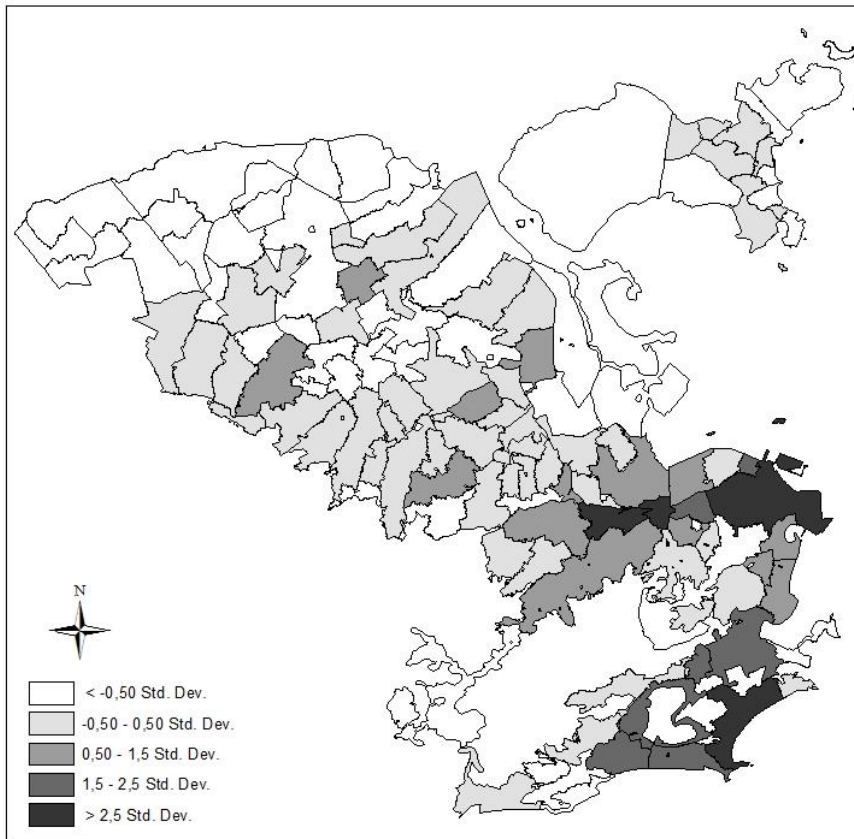 N
< -0,50 Std. Dev.
-0,50 - 0,50 Std. Dev.
0,50 - 1,5 Std. Dev.
1,5 - 2,5 Std. Dev.
> 2,5 Std. Dev.